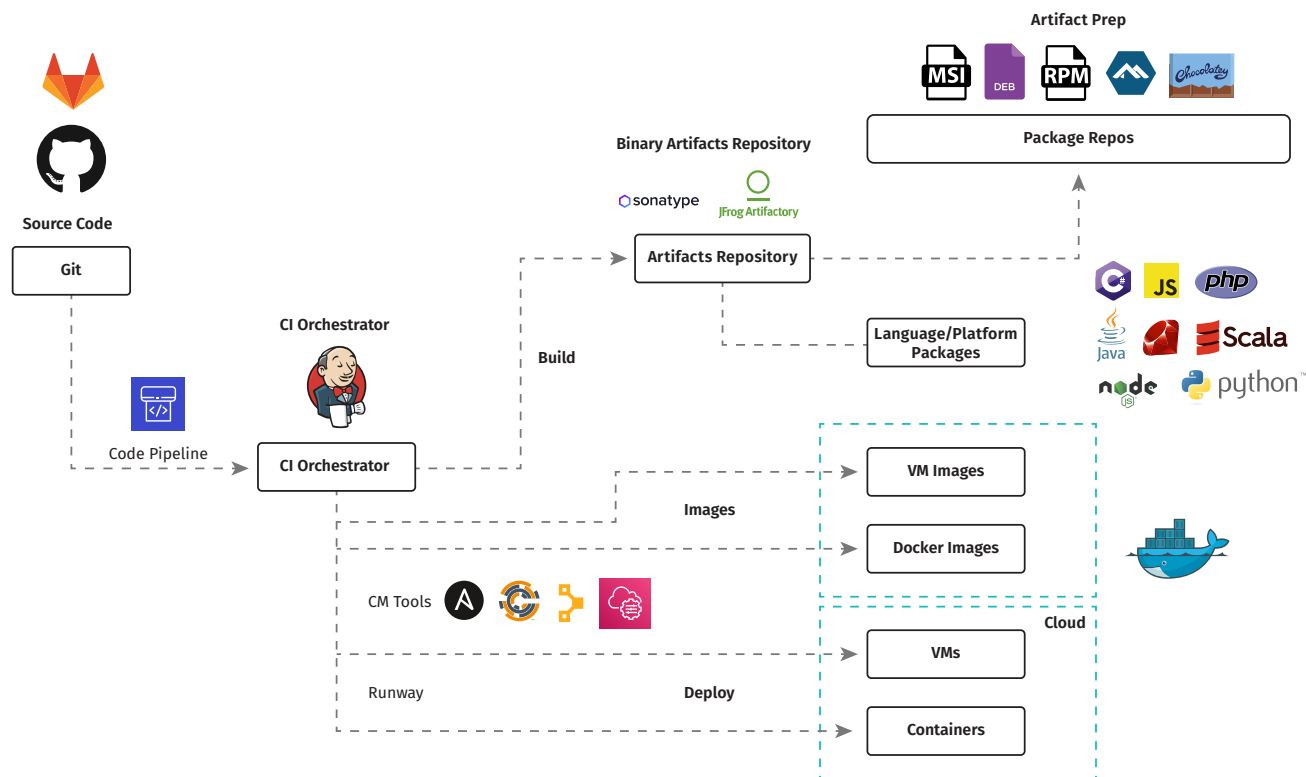 Artifact Prep
MSI
DEB
RPM
Chocolatey
Package Repos
Binary Artifacts Repository
sonatype
JFrog Artifactory
Artifacts Repository
Source Code
Git
C#
JS
php
Java
Scala
node
JS
python™
Language/Platform
Packages
CI Orchestrator
Build
Code Pipeline
CI Orchestrator
VM Images
Images
Docker Images
CM Tools
A
Cloud
VMs
Runway
Deploy
Containers